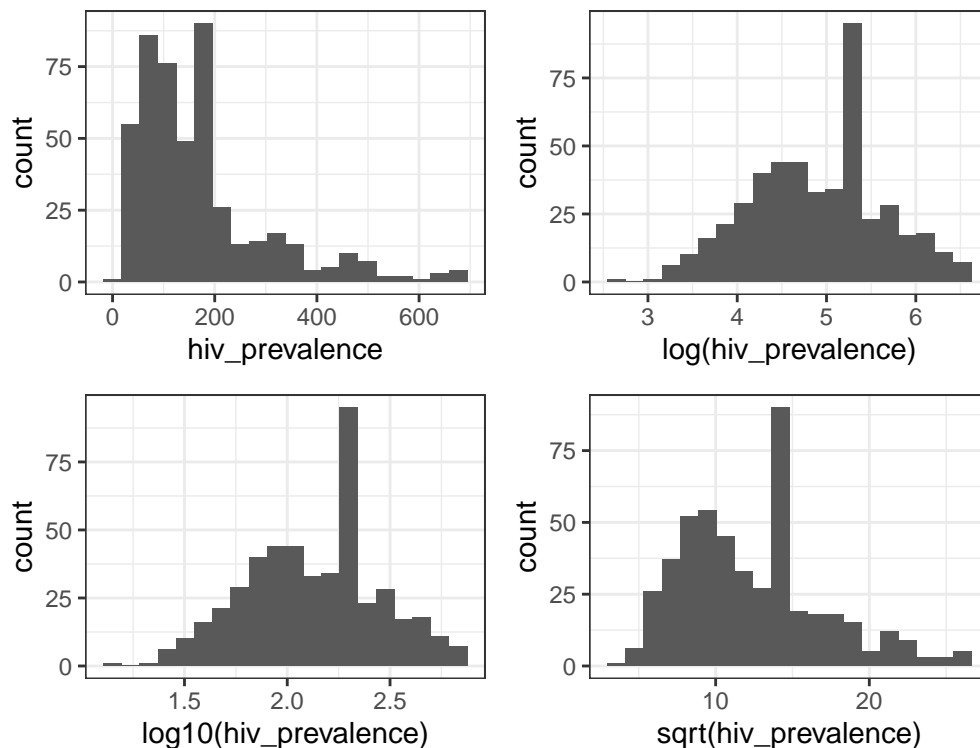 count
75
50
25
0
0 200 400 600
hiv_prevalence
count
75
50
25
0
3 4 5 6
log(hiv_prevalence)
count
75
50
25
0
1.5 2.0 2.5
log10(hiv_prevalence)
count
75
50
25
0
10 20
sqrt(hiv_prevalence)